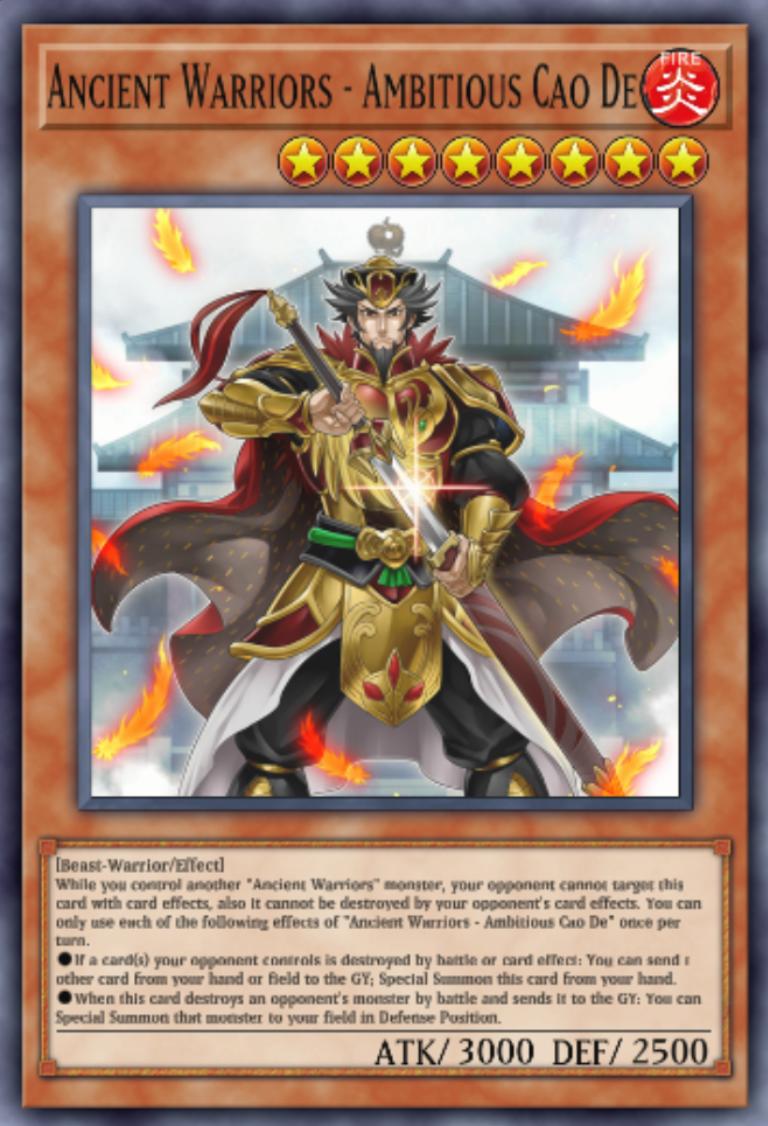 ANCIENT WARRIORS - AMBITIOUS CAO DE
FIRE
炎
[Beast-Warrior/Effect]
While you control another "Ancient Warriors" monster, your opponent cannot target this
card with card effects, also it cannot be destroyed by your opponent's card effects. You can
only use each of the following effects of "Ancient Warriors - Ambitious Cao De" once per
turn.
●If a card(s) your opponent controls is destroyed by battle or card effect: You can send 1
other card from your hand or field to the GY; Special Summon this card from your hand.
●When this card destroys an opponent's monster by battle and sends it to the GY: You can
Special Summon that monster to your field in Defense Position.
ATK/ 3000 DEF/ 2500